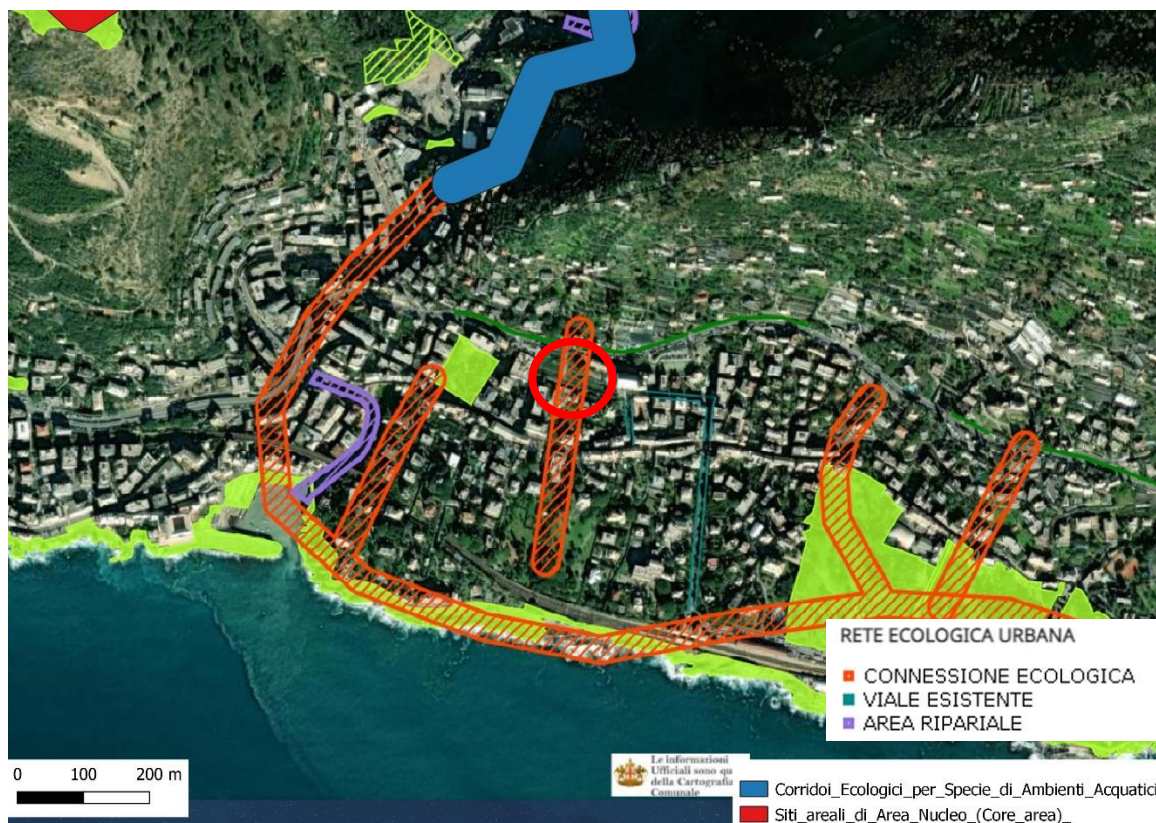 RETE ECOLOGICA URBANA
CONNESSIONE ECOLOGICA
VIALE ESISTENTE
AREA RIPARIALE
0 100 200 m
Le informazioni
Ufficiali sono qu
della Cartografia
Comunale
Corridoi_Ecologici_per_Specie_di_Ambienti_Acquatici
Siti_areali_di_Area_Nucleo_(Core_area)_